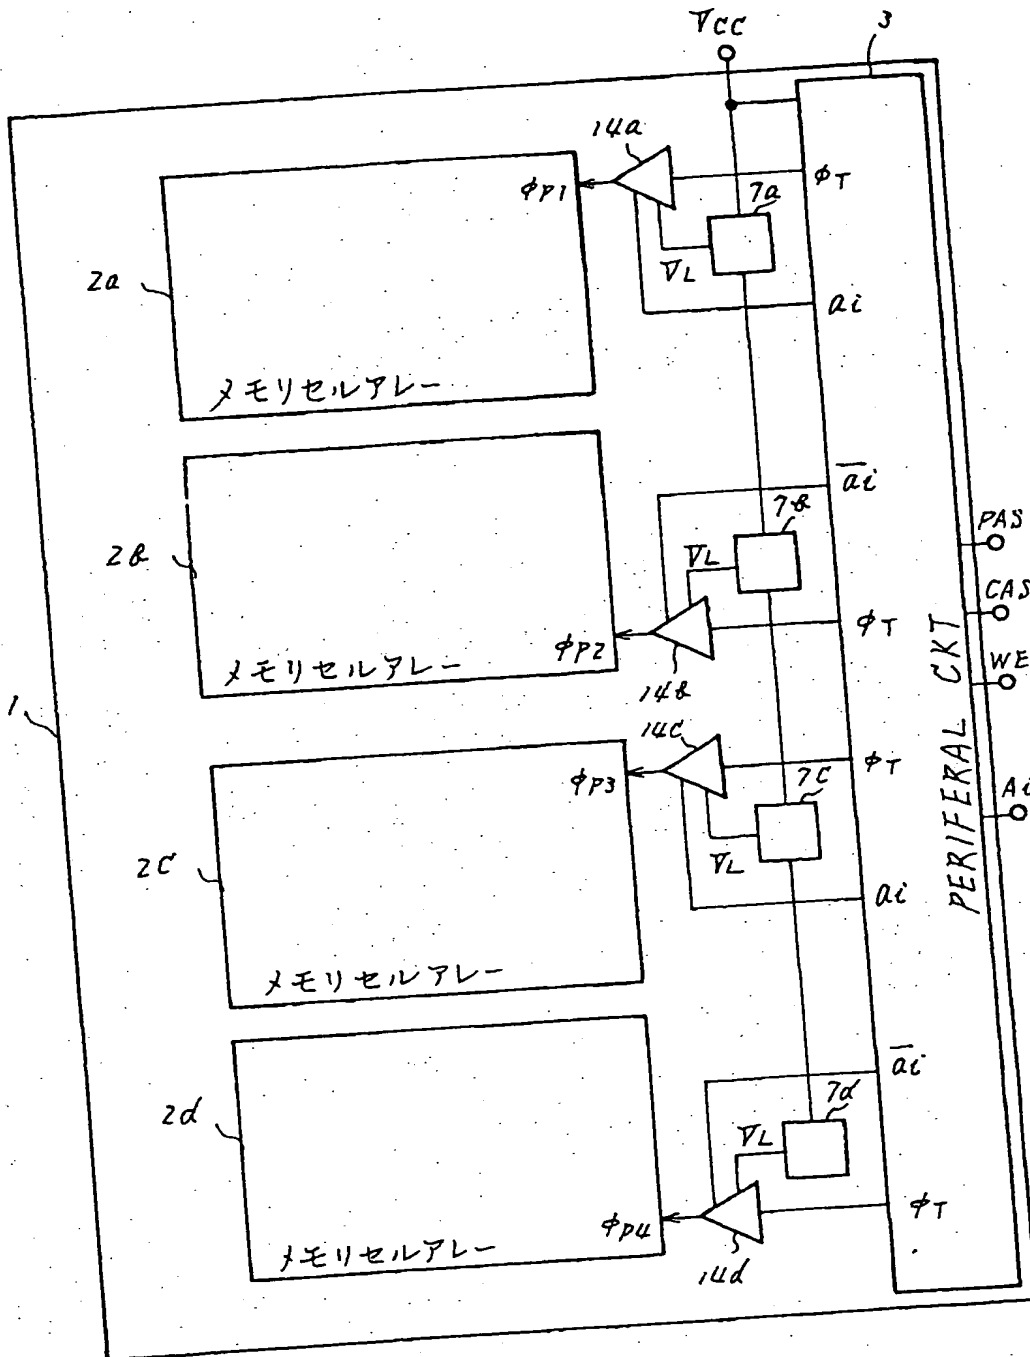 VCC
3
14a
φP1
φT
7a
2a
VL
ai
メモリセルアレー
a̅i
7b
PAS
2b
VL
CAS
φP2
φT
メモリセルアレー
WE
14b
1
14c
φP3
φT
7c
Ai
PERIFERAL CKT
2c
VL
ai
メモリセルアレー
a̅i
7d
2d
VL
φP4
φT
メモリセルアレー
14d